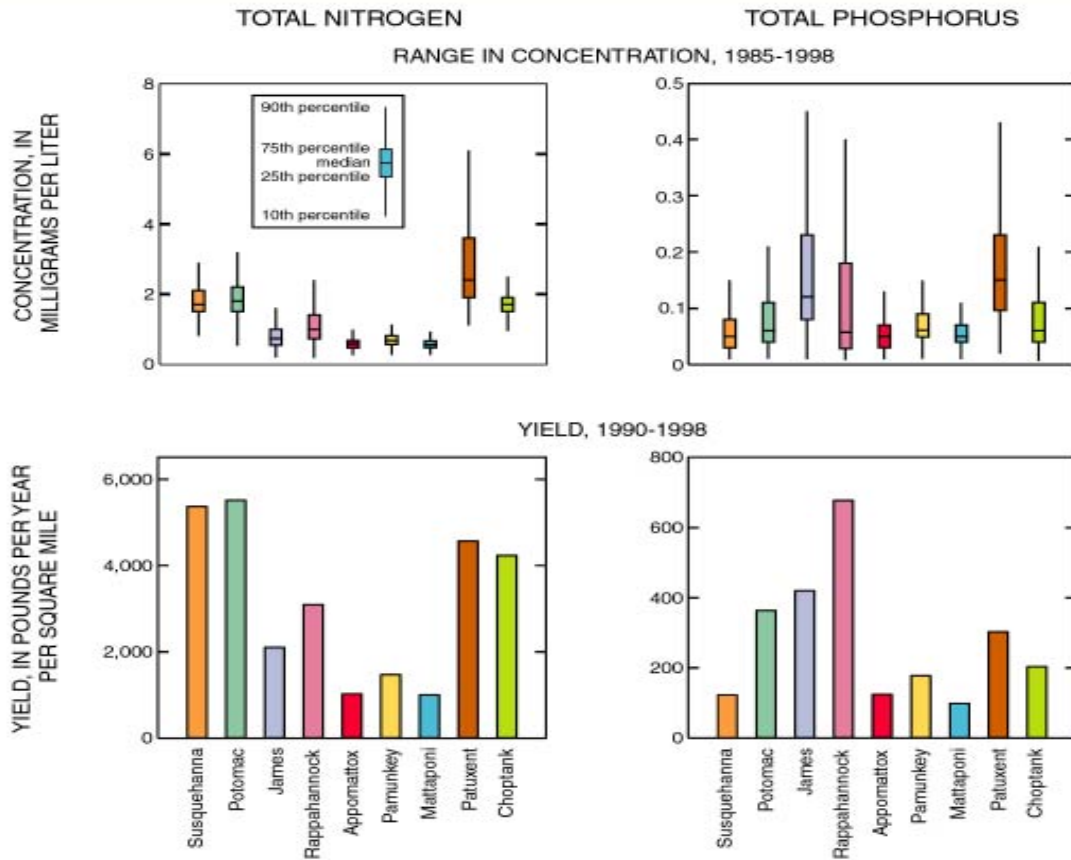 TOTAL NITROGEN
TOTAL PHOSPHORUS
RANGE IN CONCENTRATION, 1985-1998
CONCENTRATION, IN
MILLIGRAMS PER LITER
8
6
4
2
0
90th percentile
75th percentile
median
25th percentile
10th percentile
0.5
0.4
0.3
0.2
0.1
0
YIELD, 1990-1998
YIELD, IN POUNDS PER YEAR
PER SQUARE MILE
6,000
4,000
2,000
0
Susquehanna
Potomac
James
Rappahannock
Appomattox
Pamunkey
Mattaponi
Patuxent
Choptank
800
600
400
200
0
Susquehanna
Potomac
James
Rappahannock
Appomattox
Pamunkey
Mattaponi
Patuxent
Choptank